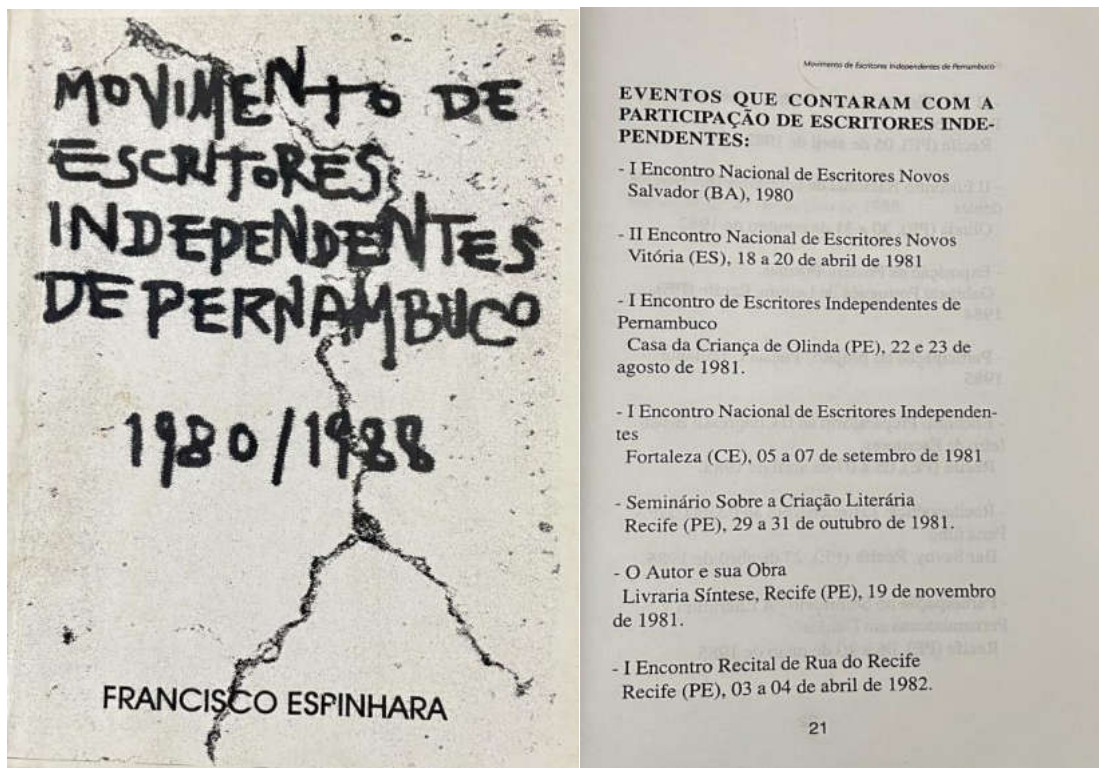 MOVIMENTO DE
ESCRITORES
INDEPENDENTES
DE PERNAMBUCO
1980/1988
FRANCISCO ESPINHARA
Movimento de Escritores Independentes de Pernambuco
EVENTOS QUE CONTARAM COM A
PARTICIPAÇÃO DE ESCRITORES INDE-
PENDENTES:
- I Encontro Nacional de Escritores Novos
Salvador (BA), 1980
- II Encontro Nacional de Escritores Novos
Vitória (ES), 18 a 20 de abril de 1981
- I Encontro de Escritores Independentes de
Pernambuco
Casa da Criança de Olinda (PE), 22 e 23 de
agosto de 1981.
- I Encontro Nacional de Escritores Independen-
tes
Fortaleza (CE), 05 a 07 de setembro de 1981
- Seminário Sobre a Criação Literária
Recife (PE), 29 a 31 de outubro de 1981.
- O Autor e sua Obra
Livraria Síntese, Recife (PE), 19 de novembro
de 1981.
- I Encontro Recital de Rua do Recife
Recife (PE), 03 a 04 de abril de 1982.
21